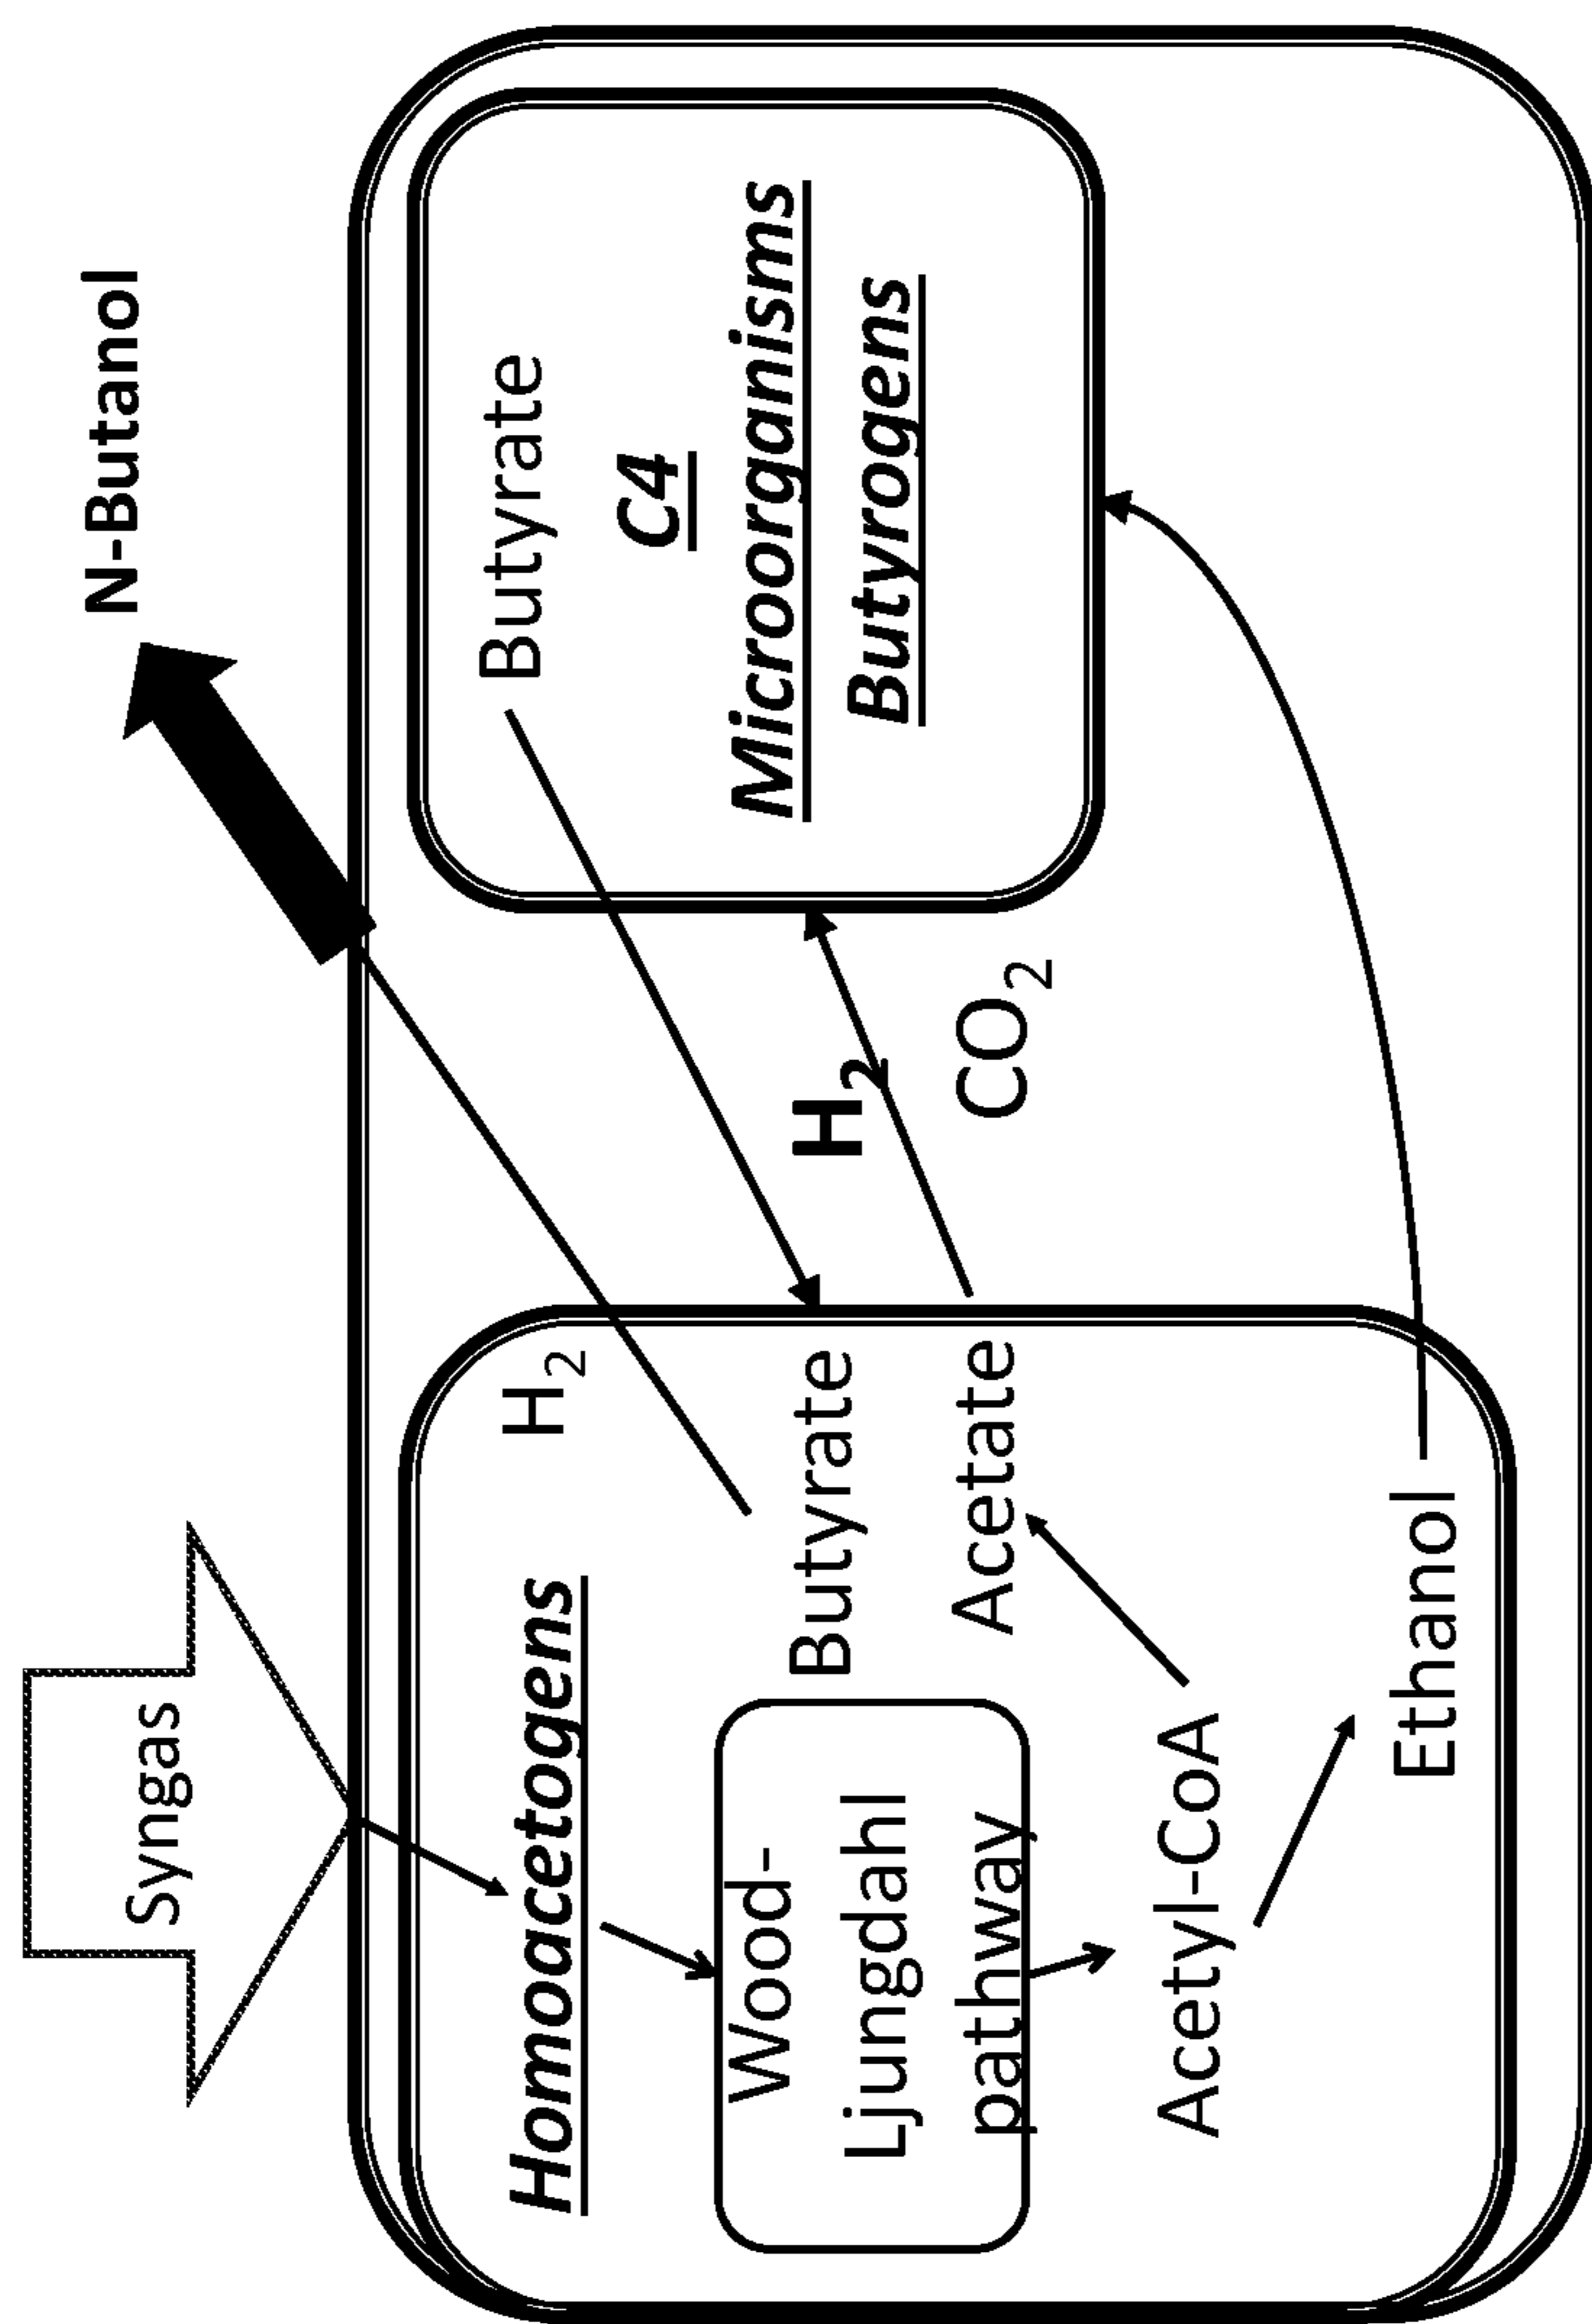 Syngas
N-Butanol
Homoacetogens
H2
Butyrate
C4
Microorganisms
Butyrogens
Wood-
Ljungdahl
pathway
Butyrate
Acetate
H2
CO2
Acetyl-CoA
Ethanol